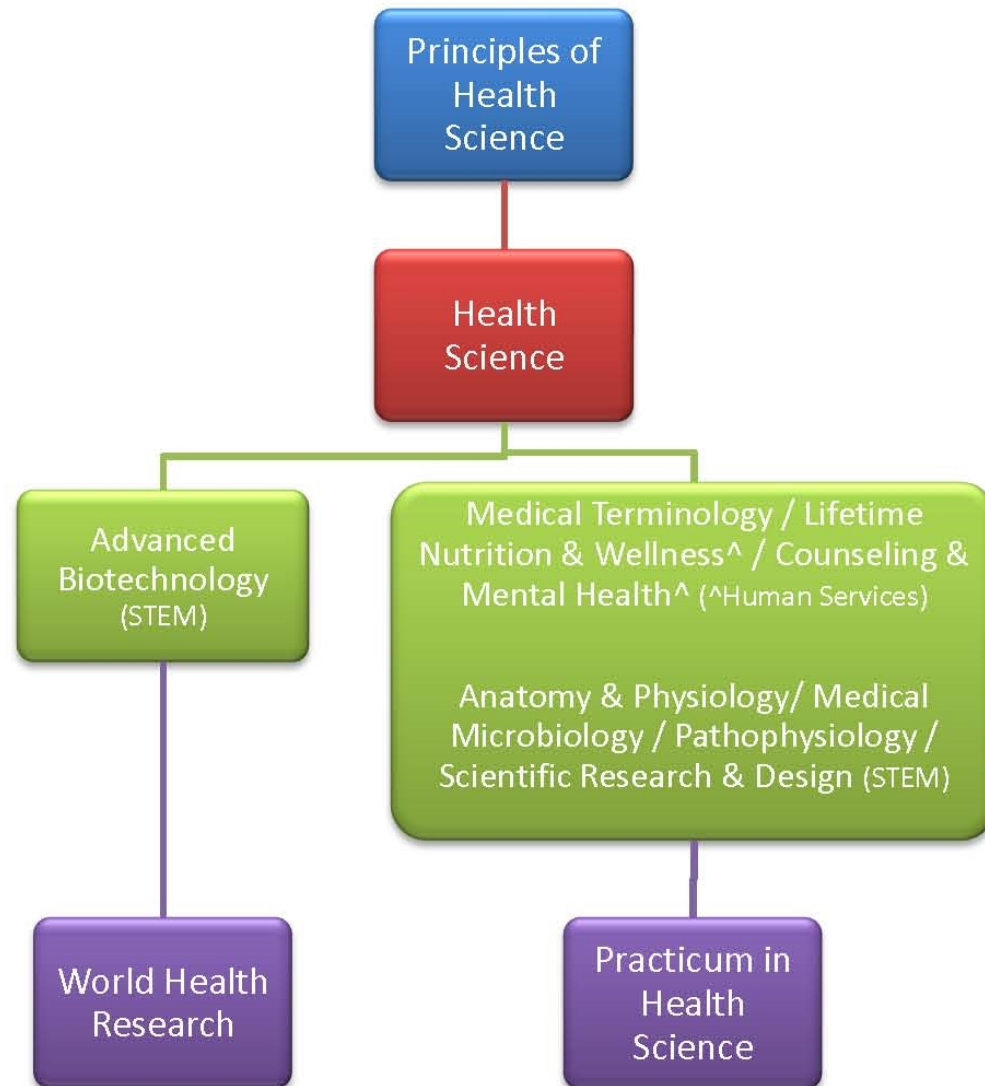 Principles of
Health
Science
Health
Science
Advanced
Biotechnology
(STEM)
Medical Terminology / Lifetime
Nutrition & Wellness^ / Counseling &
Mental Health^ (^Human Services)
Anatomy & Physiology/ Medical
Microbiology / Pathophysiology /
Scientific Research & Design (STEM)
World Health
Research
Practicum in
Health
Science